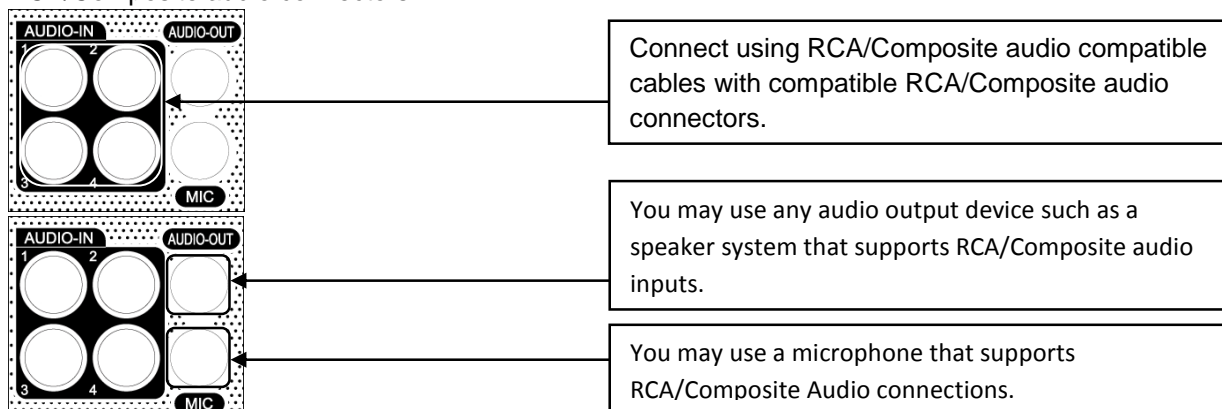 AUDIO-IN AUDIO-OUT
1 2
3 4
MIC
Connect using RCA/Composite audio compatible
cables with compatible RCA/Composite audio
connectors.
AUDIO-IN AUDIO-OUT
1 2
3 4
MIC
You may use any audio output device such as a
speaker system that supports RCA/Composite audio
inputs.
You may use a microphone that supports
RCA/Composite Audio connections.